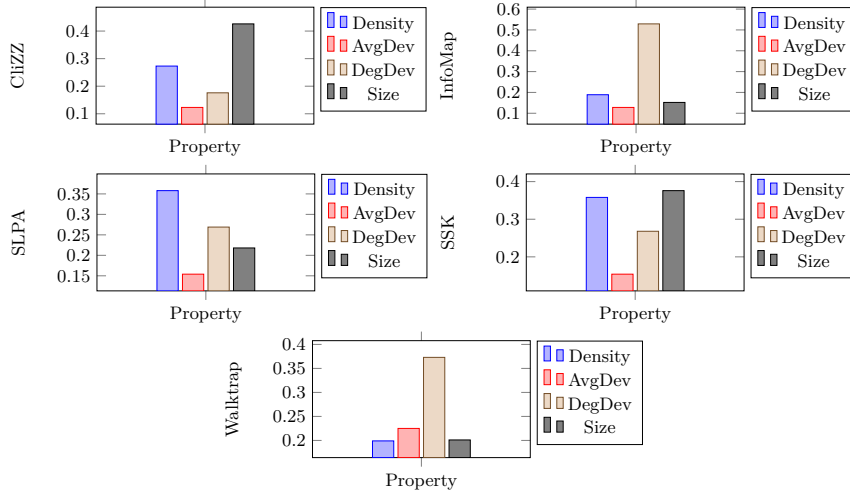 CliZZ
0.4
0.3
0.2
0.1
Property
Density
AvgDev
DegDev
Size
InfoMap
0.6
0.5
0.4
0.3
0.2
0.1
Property
Density
AvgDev
DegDev
Size
SLPA
0.35
0.3
0.25
0.2
0.15
Property
Density
AvgDev
DegDev
Size
SSK
0.4
0.3
0.2
Property
Density
AvgDev
DegDev
Size
Walktrap
0.4
0.35
0.3
0.25
0.2
Property
Density
AvgDev
DegDev
Size